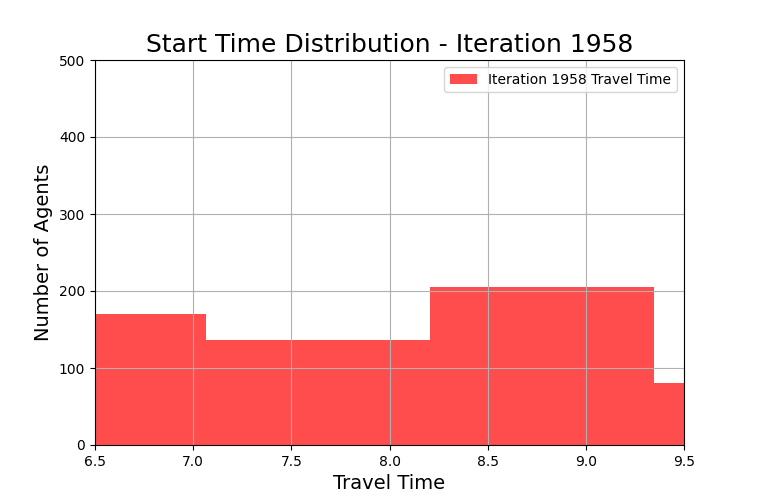 Start Time Distribution - Iteration 1958
Iteration 1958 Travel Time
Number of Agents
500
400
300
200
100
0
6.5 7.0 7.5 8.0 8.5 9.0 9.5
Travel Time